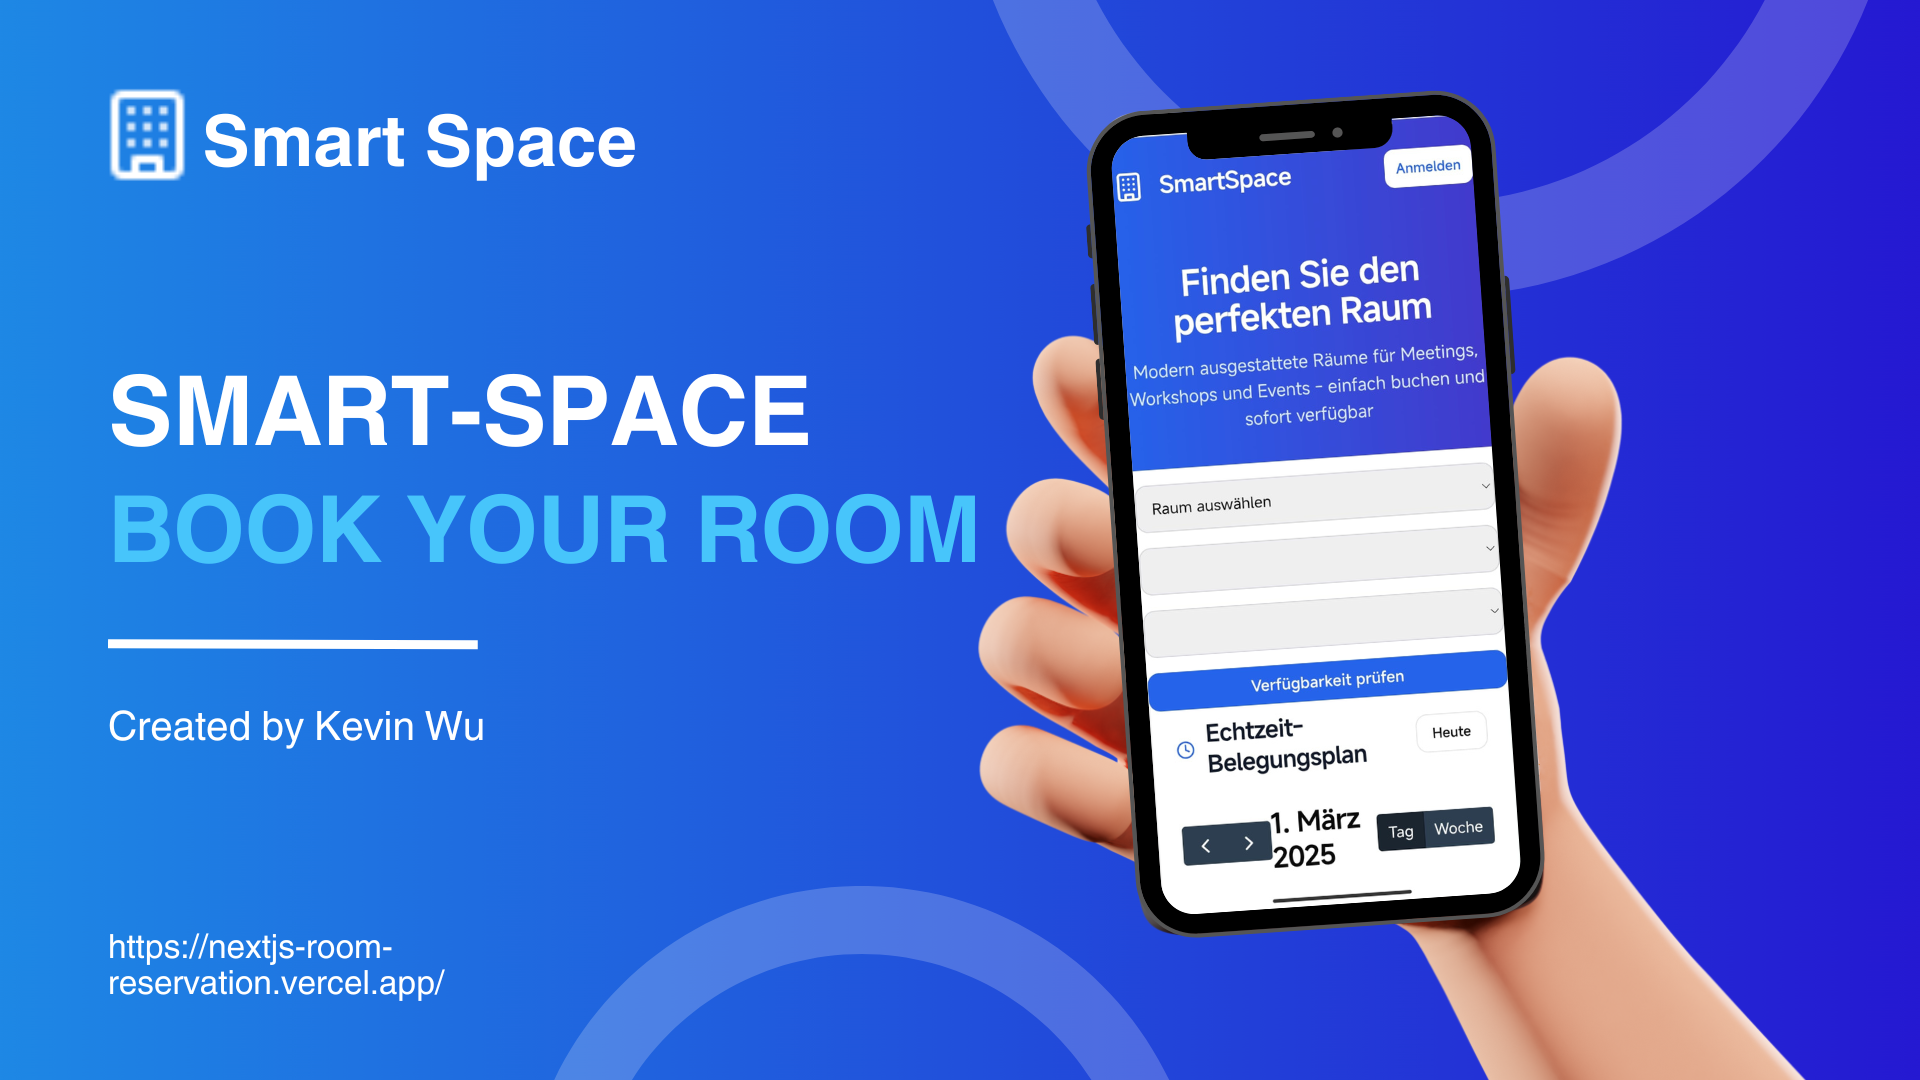 Smart Space
SMART-SPACE
BOOK YOUR ROOM
Created by Kevin Wu
https://nextjs-room-
reservation.vercel.app/
SmartSpace
Anmelden
Finden Sie den
perfekten Raum
Modern ausgestattete Räume für Meetings,
Workshops und Events - einfach buchen und
sofort verfügbar
Raum auswählen
Verfügbarkeit prüfen
Echtzeit-
Belegungsplan
Heute
1. März
2025
Tag Woche